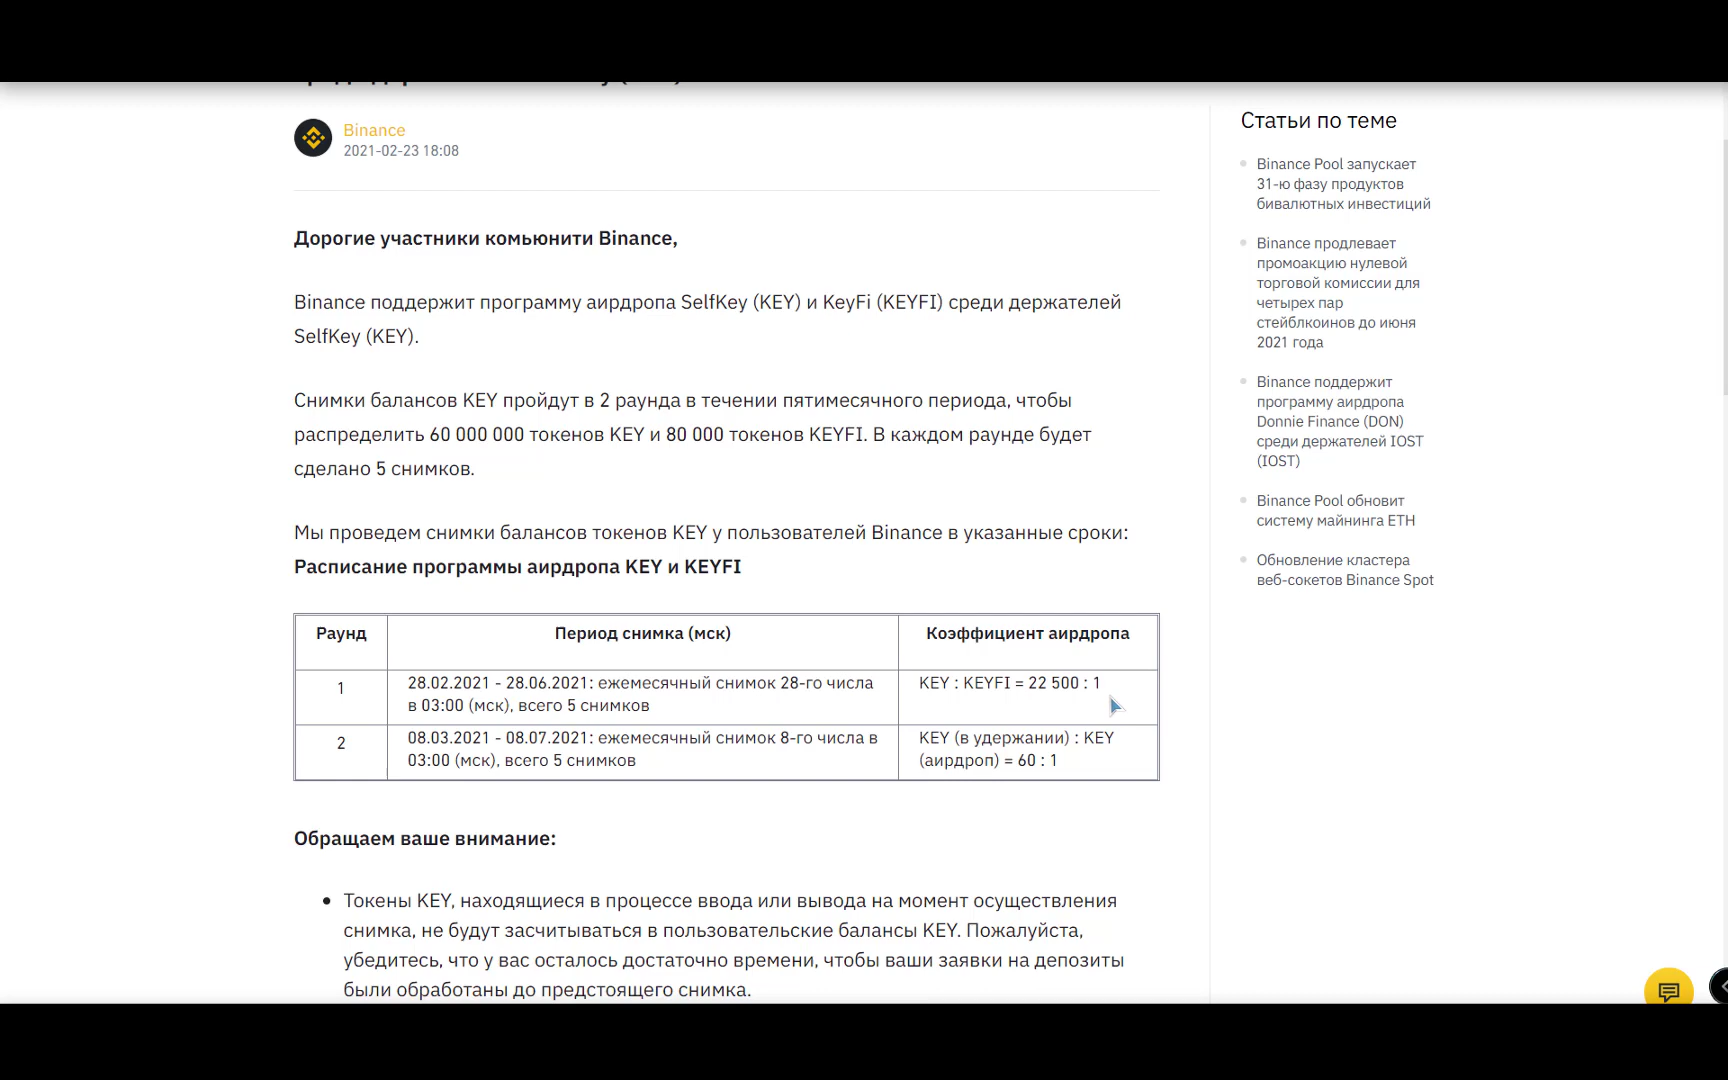 Binance
2021-02-23 18:08
Дорогие участники комьюнити Binance,
Binance поддержит программу аирдропа SelfKey (KEY) и KeyFi (KEYFI) среди держателей
SelfKey (KEY).
Снимки балансов KEY пройдут в 2 раунда в течении пятимесячного периода, чтобы
распределить 60 000 000 токенов KEY и 80 000 токенов KEYFI. В каждом раунде будет
сделано 5 снимков.
Мы проведем снимки балансов токенов KEY у пользователей Binance в указанные сроки:
Расписание программы аирдропа KEY и KEYFI
Раунд Период снимка (мск) Коэффициент аирдропа
1 28.02.2021 - 28.06.2021: ежемесячный снимок 28-го числа KEY : KEYFI = 22 500 : 1
в 03:00 (мск), всего 5 снимков
2 08.03.2021 - 08.07.2021: ежемесячный снимок 8-го числа в KEY (в удержании) : KEY
03:00 (мск), всего 5 снимков (аирдроп) = 60 : 1
Обращаем ваше внимание:
Токены KEY, находящиеся в процессе ввода или вывода на момент осуществления
снимка, не будут засчитываться в пользовательские балансы KEY. Пожалуйста,
убедитесь, что у вас осталось достаточно времени, чтобы ваши заявки на депозиты
были обработаны до предстоящего снимка.
Статьи по теме
Binance Pool запускает
31-ю фазу продуктов
бивалютных инвестиций
Binance продлевает
промоакцию нулевой
торговой комиссии для
четырех пар
стейблкоинов до июня
2021 года
Binance поддержит
программу аирдропа
Donnie Finance (DON)
среди держателей IOST
(IOST)
Binance Pool обновит
систему майнинга ETH
Обновление кластера
веб-сокетов Binance Spot